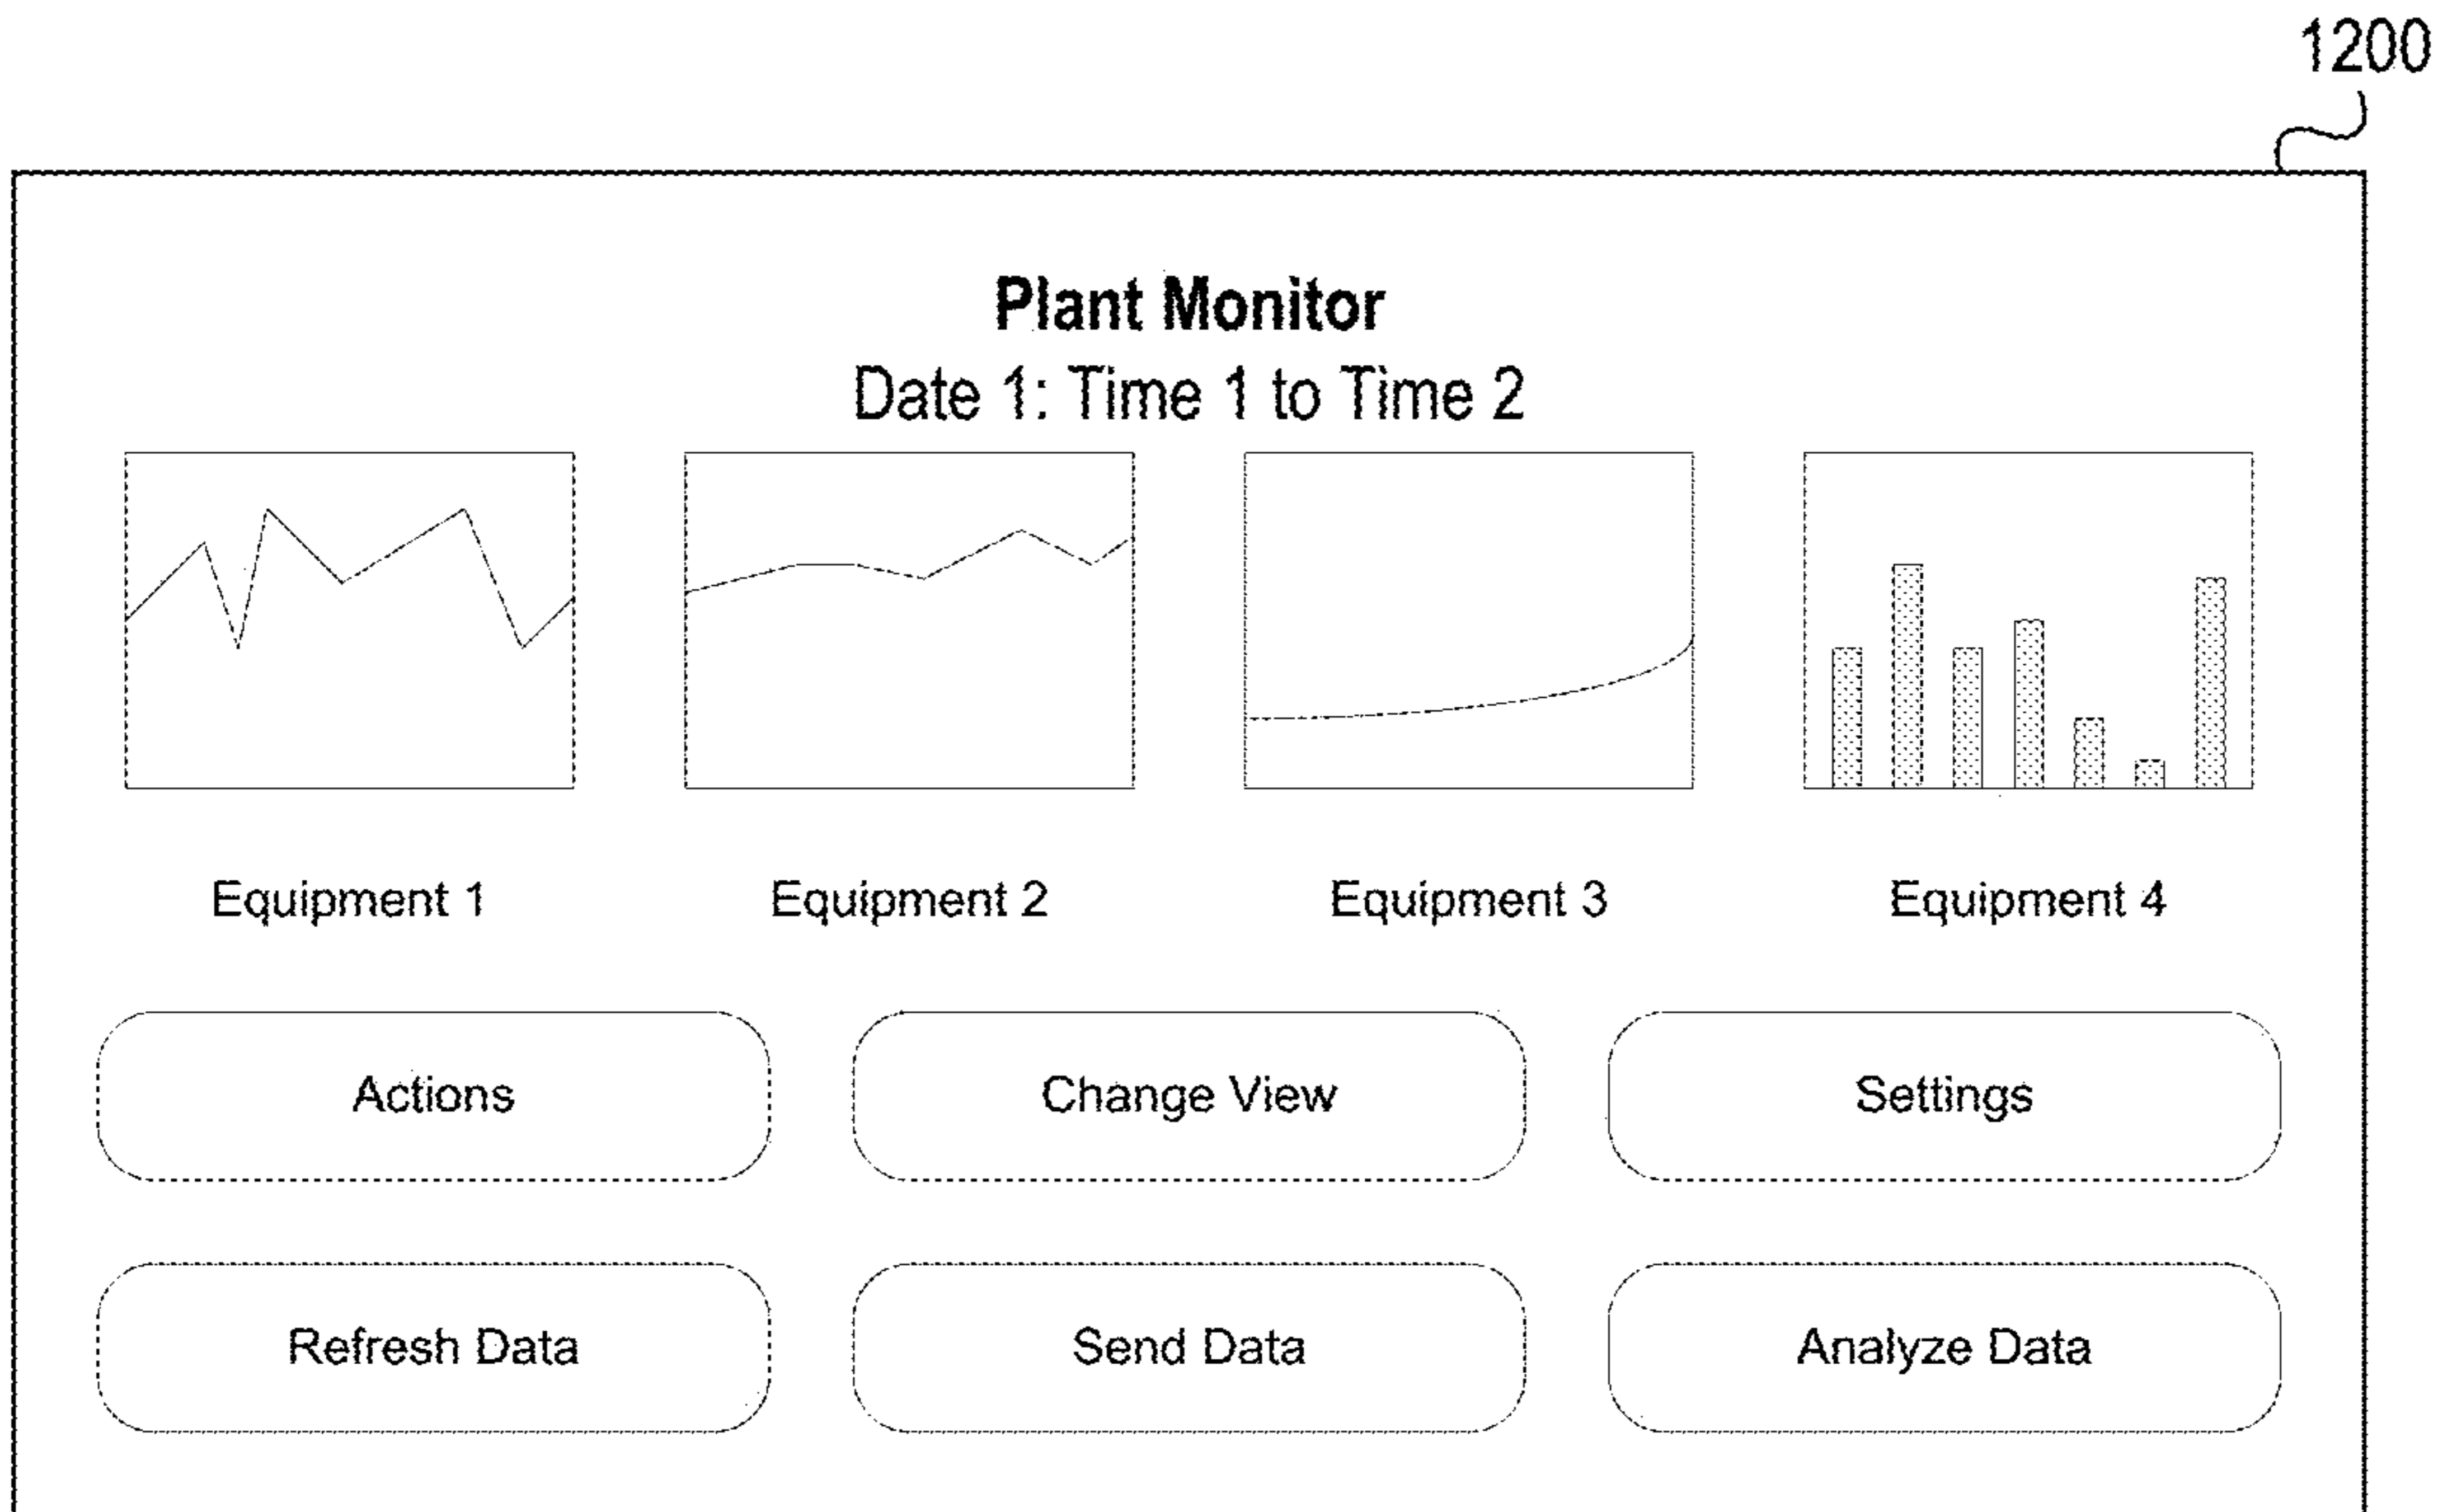 1200
Plant Monitor
Date 1: Time 1 to Time 2
Equipment 1 Equipment 2 Equipment 3 Equipment 4
Actions Change View Settings
Refresh Data Send Data Analyze Data